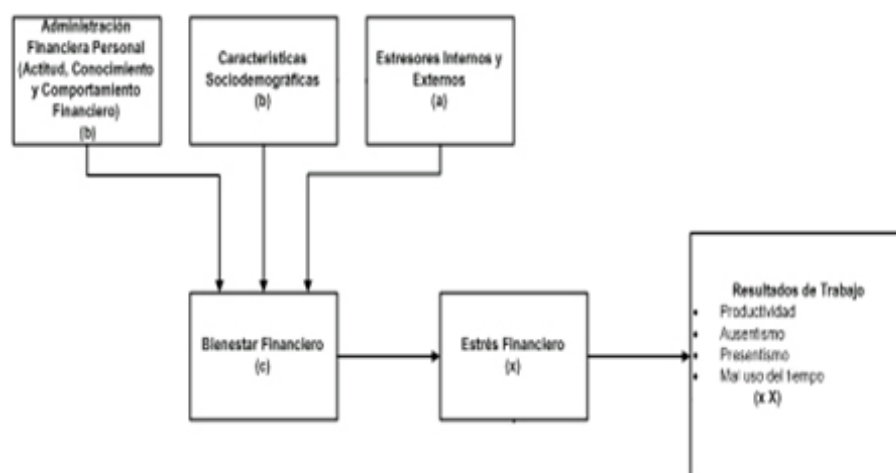 Administración
Financiera Personal
(Actitud, Conocimiento
y Comportamiento
Financiero)
(b)
Características
Sociodemográficas
(b)
Estresores Internos y
Externos
(a)
Bienestar Financiero
(c)
Estrés Financiero
(x)
Resultados de Trabajo
• Productividad
• Ausentismo
• Presentismo
• Mal uso del tiempo
(x X)